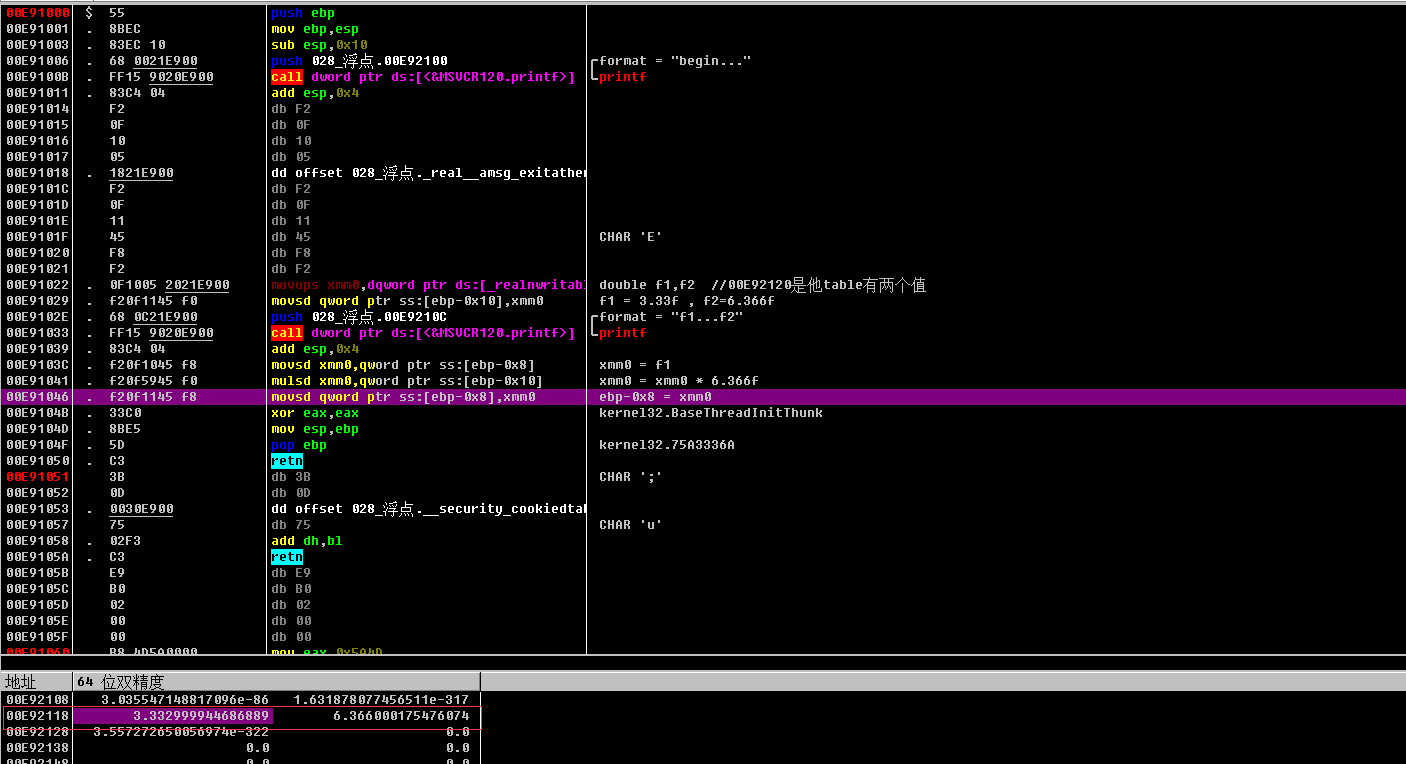 00E91000 $ 55 push ebp
00E91001 . 8BEC mov ebp,esp
00E91003 . 83EC 10 sub esp,0x10
00E91006 . 68 0021E900 push 028_浮点.00E92100 format = "begin..."
00E9100B . FF15 9020E900 call dword ptr ds:[<&MSVCR120.printf>] printf
00E91011 . 83C4 04 add esp,0x4
00E91014 F2 db F2
00E91015 0F db 0F
00E91016 10 db 10
00E91017 05 db 05
00E91018 . 1821E900 dd offset 028_浮点._real__amsg_exitather
00E9101C F2 db F2
00E9101D 0F db 0F
00E9101E 11 db 11
00E9101F 45 db 45 CHAR 'E'
00E91020 F8 db F8
00E91021 F2 db F2
00E91022 . 0F1005 2021E900 movups xmm0,dqword ptr ds:[_realnwritabl double f1,f2 //00E92120是他table有两个值
00E91029 . f20f1145 f0 movsd qword ptr ss:[ebp-0x10],xmm0 f1 = 3.33f , f2=6.366f
00E9102E . 68 0C21E900 push 028_浮点.00E9210C format = "f1...f2"
00E91033 . FF15 9020E900 call dword ptr ds:[<&MSVCR120.printf>] printf
00E91039 . 83C4 04 add esp,0x4
00E9103C . f20f1045 f8 movsd xmm0,qword ptr ss:[ebp-0x8] xmm0 = f1
00E91041 . f20f5945 f0 mulsd xmm0,qword ptr ss:[ebp-0x10] xmm0 = xmm0 * 6.366f
00E91046 . f20f1145 f8 movsd qword ptr ss:[ebp-0x8],xmm0 ebp-0x8 = xmm0
00E9104B . 33C0 xor eax,eax kernel32.BaseThreadInitThunk
00E9104D . 8BE5 mov esp,ebp
00E9104F . 5D pop ebp kernel32.75A3336A
00E91050 . C3 retn
00E91051 3B db 3B CHAR ';'
00E91052 0D db 0D
00E91053 . 0030E900 dd offset 028_浮点.__security_cookiedtal
00E91057 75 db 75 CHAR 'u'
00E91058 . 02F3 add dh,bl
00E9105A . C3 retn
00E9105B E9 db E9
00E9105C B0 db B0
00E9105D 02 db 02
00E9105E 00 db 00
00E9105F 00 db 00
00E91060 . B8 4D5A0000 mov eax,0x5A4D
地址 64 位双精度
00E92108 3.035547148817096e-86 1.631878077456511e-317
00E92118 3.332999944686889 6.366000175476074
00E92128 3.557272650056974e-322 0.0
00E92138 0.0 0.0
00E92148 0.0 0.0